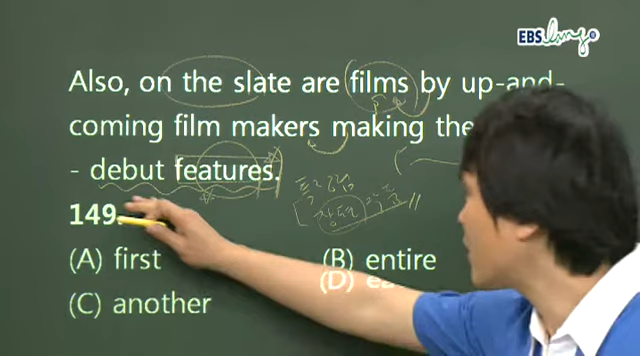 EBS lang
Also, on the slate are films by up-and-
coming film makers making the
- debut features.
149.
(A) first
(B) entire
(C) another
(D)